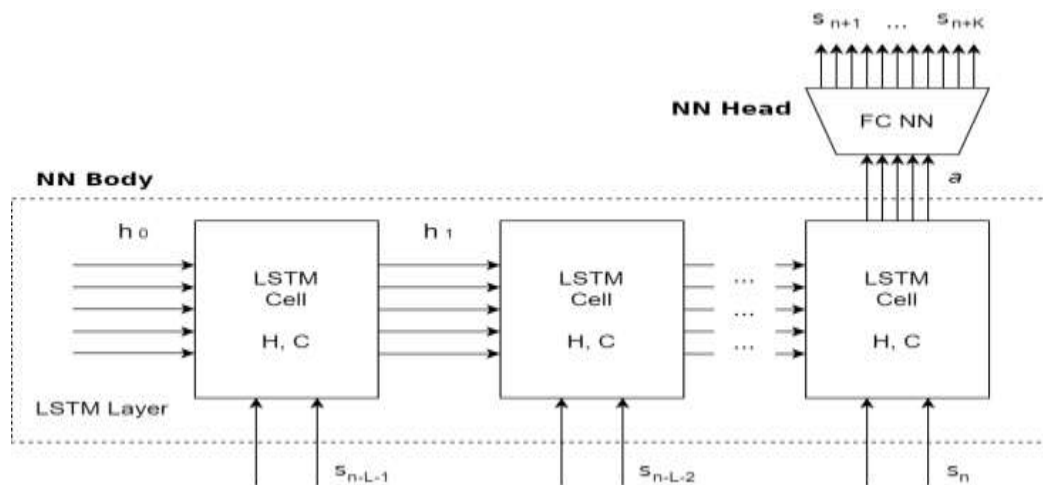 s n+1 ... s n+K
NN Head
FC NN
a
NN Body
h 0
h 1
LSTM
Cell
H, C
LSTM
Cell
H, C
...
...
...
LSTM
Cell
H, C
LSTM Layer
s n-L-1
s n-L-2
s n